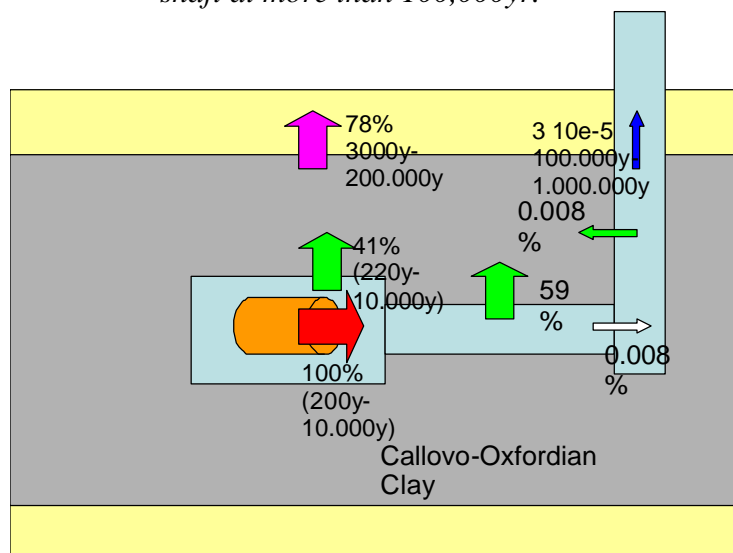 shaft at more than 100,000yr.
78%
3000y-
200.000y
3 10e-5
100.000y-
1.000.000y
0.008
%
41%
(220y-
10.000y)
59
%
0.008
%
100%
(200y-
10.000y)
Callovo-Oxfordian
Clay